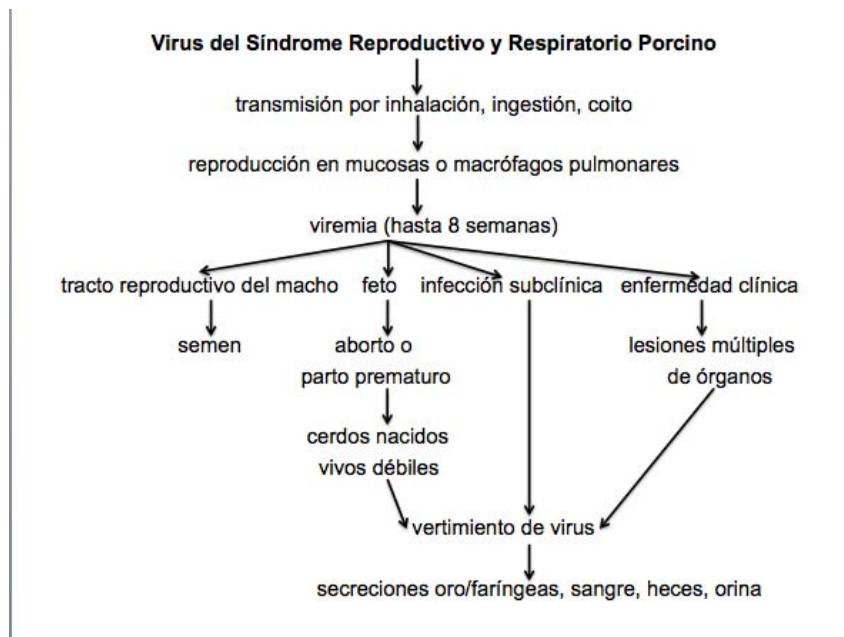 Virus del Síndrome Reproductivo y Respiratorio Porcino
transmisión por inhalación, ingestión, coito
reproducción en mucosas o macrófagos pulmonares
viremia (hasta 8 semanas)
tracto reproductivo del macho feto infección subclínica enfermedad clínica
semen aborto o lesiones múltiples
parto prematuro de órganos
cerdos nacidos
vivos débiles
vertimiento de virus
secreciones oro/faríngeas, sangre, heces, orina